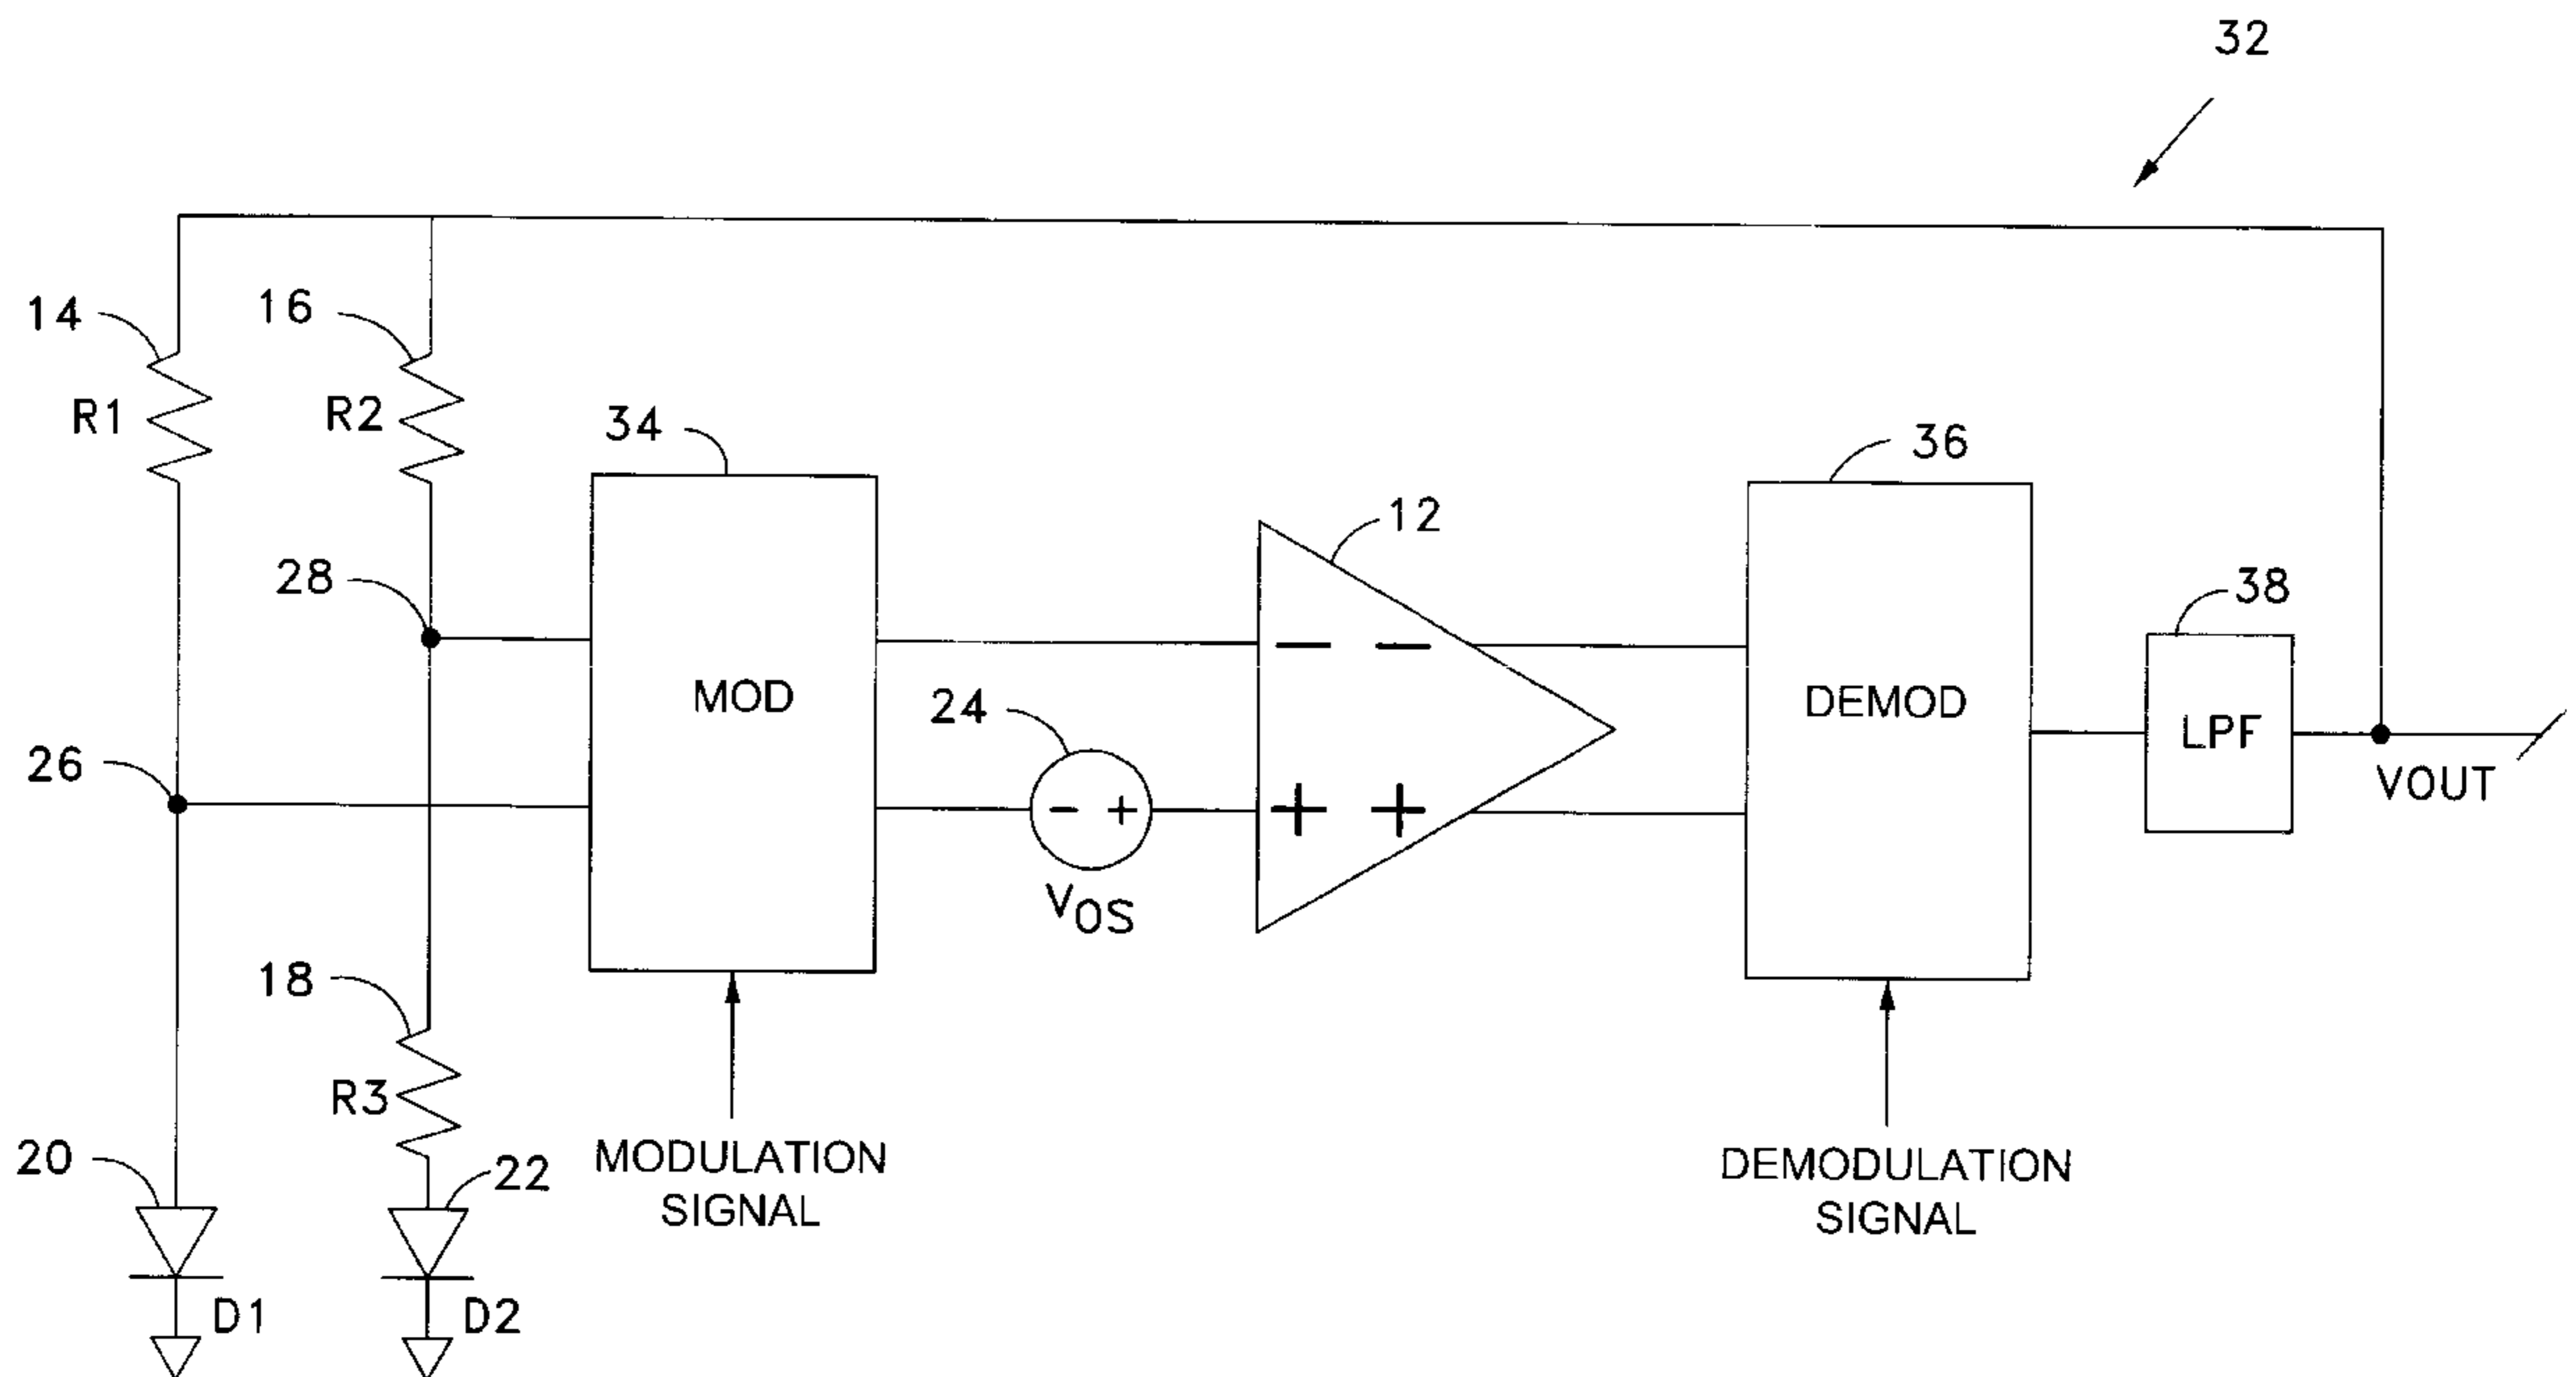 32
14
16
R1
R2
34
36
12
28
38
MOD
24
DEMOD
LPF
26
− −
- +
+ +
VOUT
VOS
18
R3
20
22
MODULATION
SIGNAL
DEMODULATION
SIGNAL
D1
D2